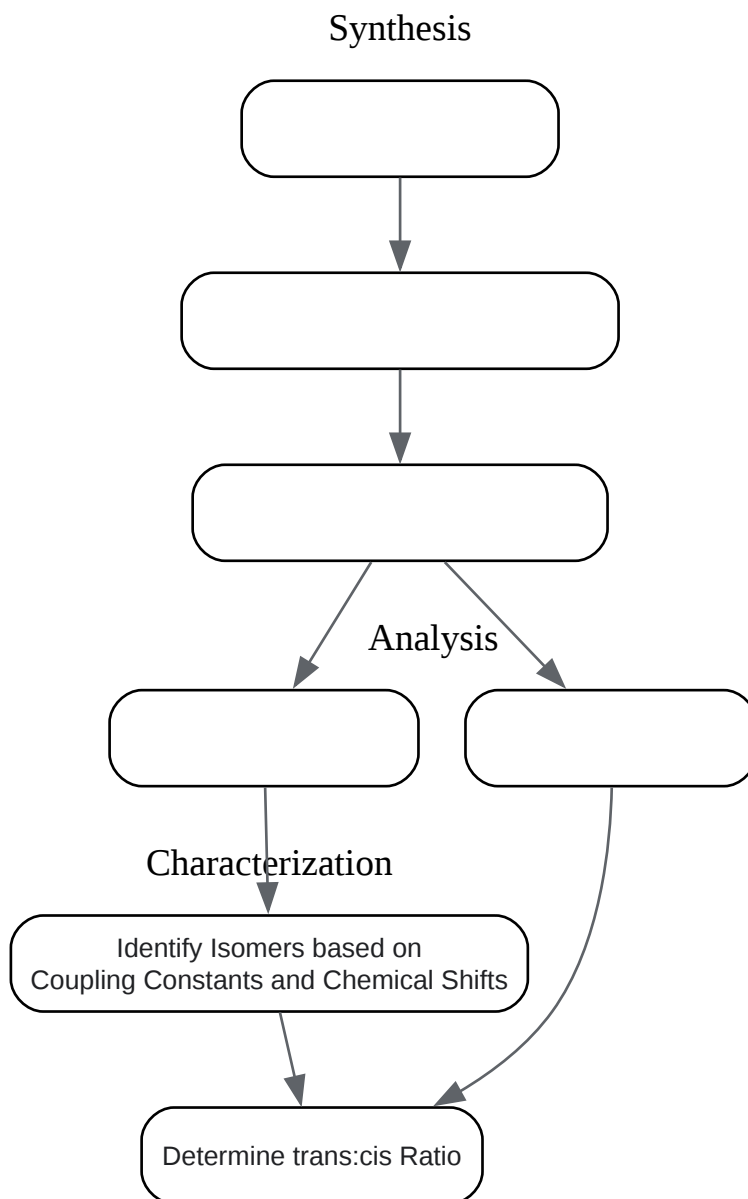 Synthesis
Analysis
Characterization
Identify Isomers based on
Coupling Constants and Chemical Shifts
Determine trans:cis Ratio